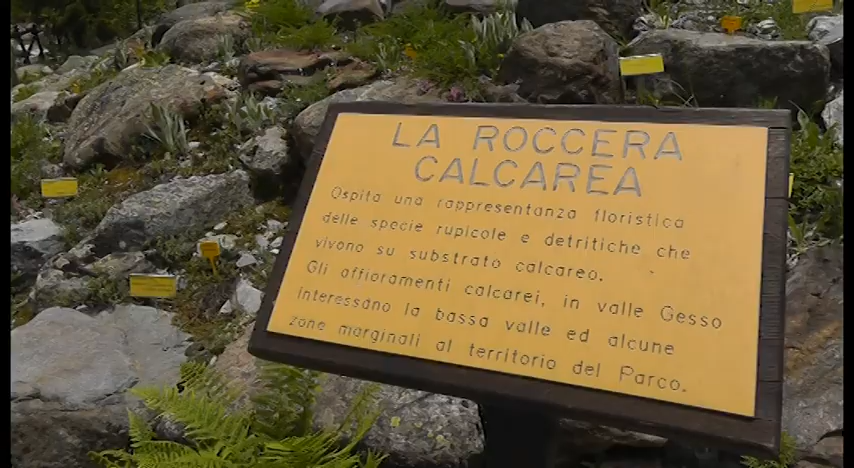 LA ROCCERA
CALCAREA
Ospita una rappresentanza floristica
delle specie rupicole e detritiche che
vivono su substrato calcareo.
Gli affioramenti calcarei, in valle Gesso
interessano la bassa valle ed alcune
zone marginali al territorio del Parco.